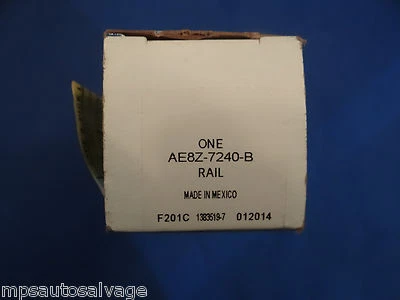 ONE
AE8Z-7240-B
RAIL
MADE IN MEXICO
F201C 1383519-7 012014
mpsautosalvage